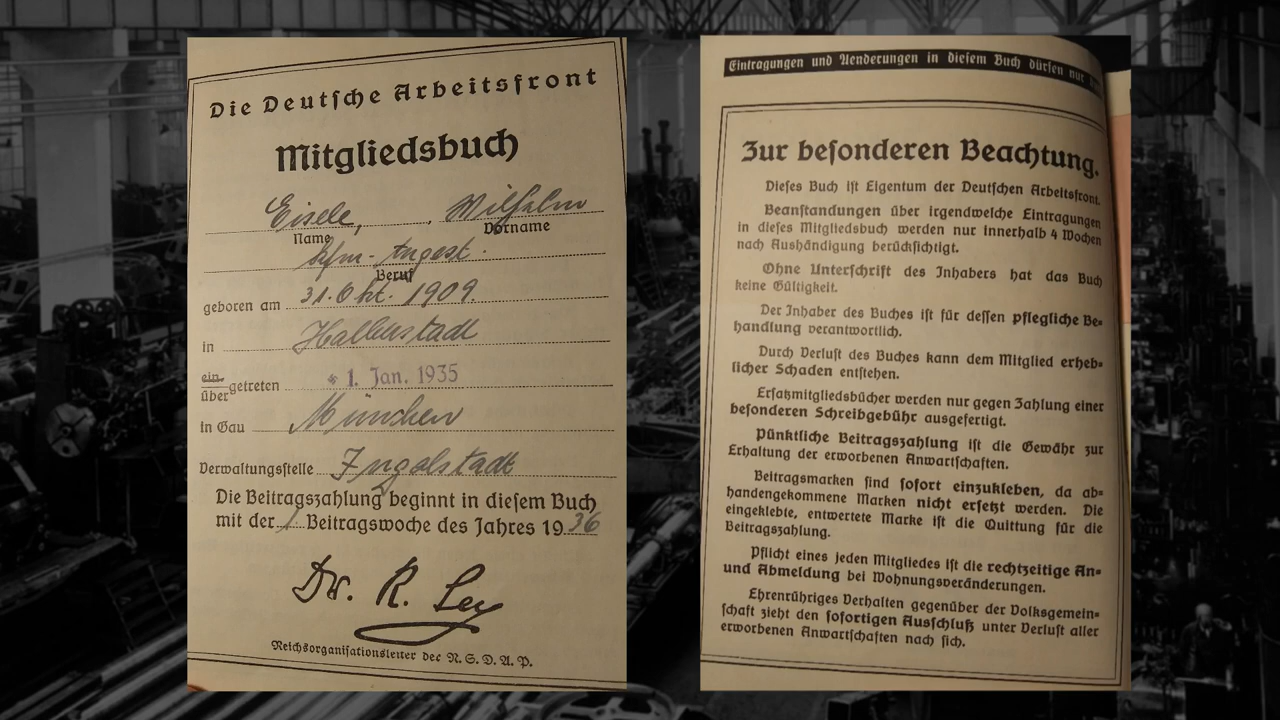 Die Deutsche Arbeitsfront
Mitgliedsbuch
Eisele, Wilhelm
Name Vorname
kfm. Angest.
Beruf
geboren am 31. Okt. 1909.
in Halberstadt
ein-
über getreten 1. Jan. 1935
in Gau München
Verwaltungsstelle Ingolstadt
Die Beitragszahlung beginnt in diesem Buch
mit der 1 Beitragswoche des Jahres 1936
Dr. R. Ley
Reichsorganisationsleiter der N.S.D.A.P.
Eintragungen und Aenderungen in diesem Buch dürfen nur
Zur besonderen Beachtung.
Dieses Buch ist Eigentum der Deutschen Arbeitsfront.
Beanstandungen über irgendwelche Eintragungen
in dieses Mitgliedsbuch werden nur innerhalb 4 Wochen
nach Aushändigung berücksichtigt.
Ohne Unterschrift des Inhabers hat das Buch
keine Gültigkeit.
Der Inhaber des Buches ist für dessen pflegliche Be-
handlung verantwortlich.
Durch Verlust des Buches kann dem Mitglied erheb-
licher Schaden entstehen.
Ersatzmitgliedsbücher werden nur gegen Zahlung einer
besonderen Schreibgebühr ausgefertigt.
Pünktliche Beitragszahlung ist die Gewähr zur
Erhaltung der erworbenen Anwartschaften.
Beitragsmarken sind sofort einzukleben, da ab-
handengekommene Marken nicht ersetzt werden. Die
eingeklebte, entwertete Marke ist die Quittung für die
Beitragszahlung.
Pflicht eines jeden Mitgliedes ist die rechtzeitige An-
und Abmeldung bei Wohnungsveränderungen.
Ehrenrühriges Verhalten gegenüber der Volksgemein-
schaft zieht den sofortigen Ausschluß unter Verlust aller
erworbenen Anwartschaften nach sich.